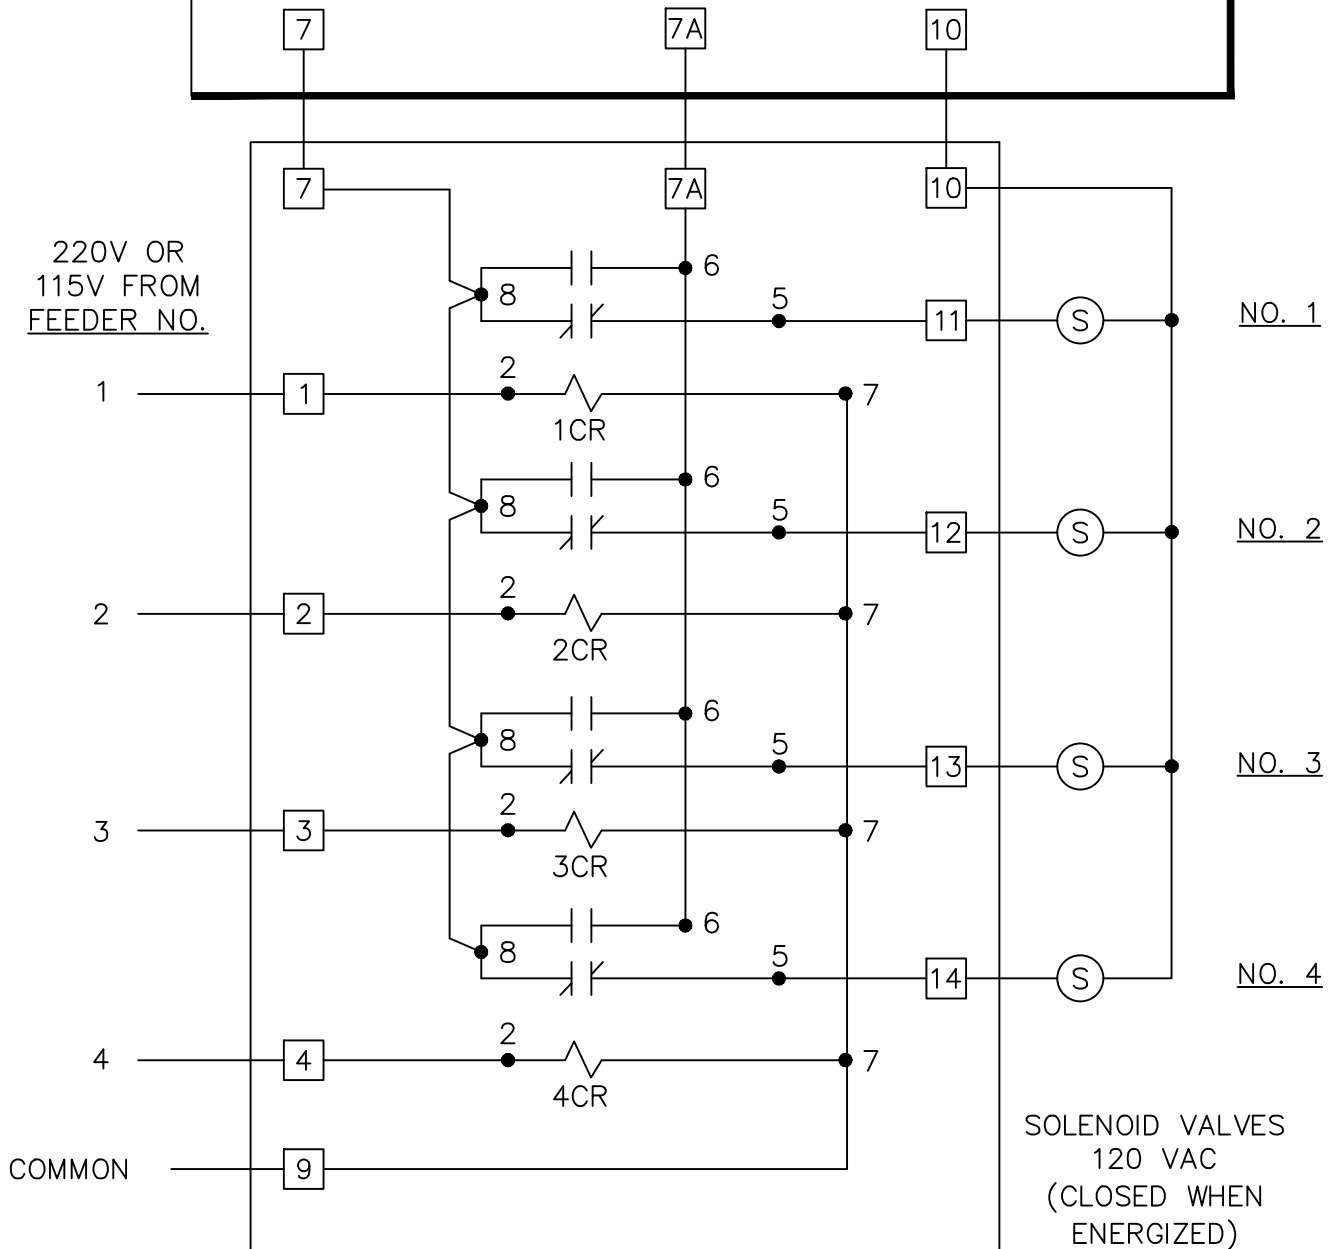 7 7A 10
7 7A 10
220V OR
115V FROM
FEEDER NO.
6
8
5
11 S NO. 1
2
1 1 7
1CR
6
8
5
12 S NO. 2
2
2 2 7
2CR
6
8
5
13 S NO. 3
2
3 3 7
3CR
6
8
5
14 S NO. 4
2
4 4 7
4CR
COMMON 9
SOLENOID VALVES
120 VAC
(CLOSED WHEN
ENERGIZED)